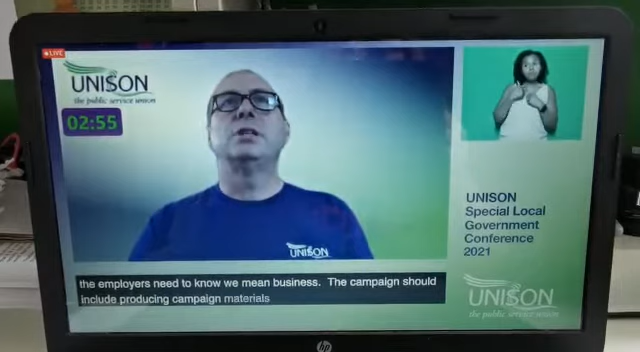 LIVE
UNISON
the public service union
02:55
UNISON
the employers need to know we mean business. The campaign should
include producing campaign materials
UNISON
Special Local
Government
Conference
2021
UNISON
the public service union
hp